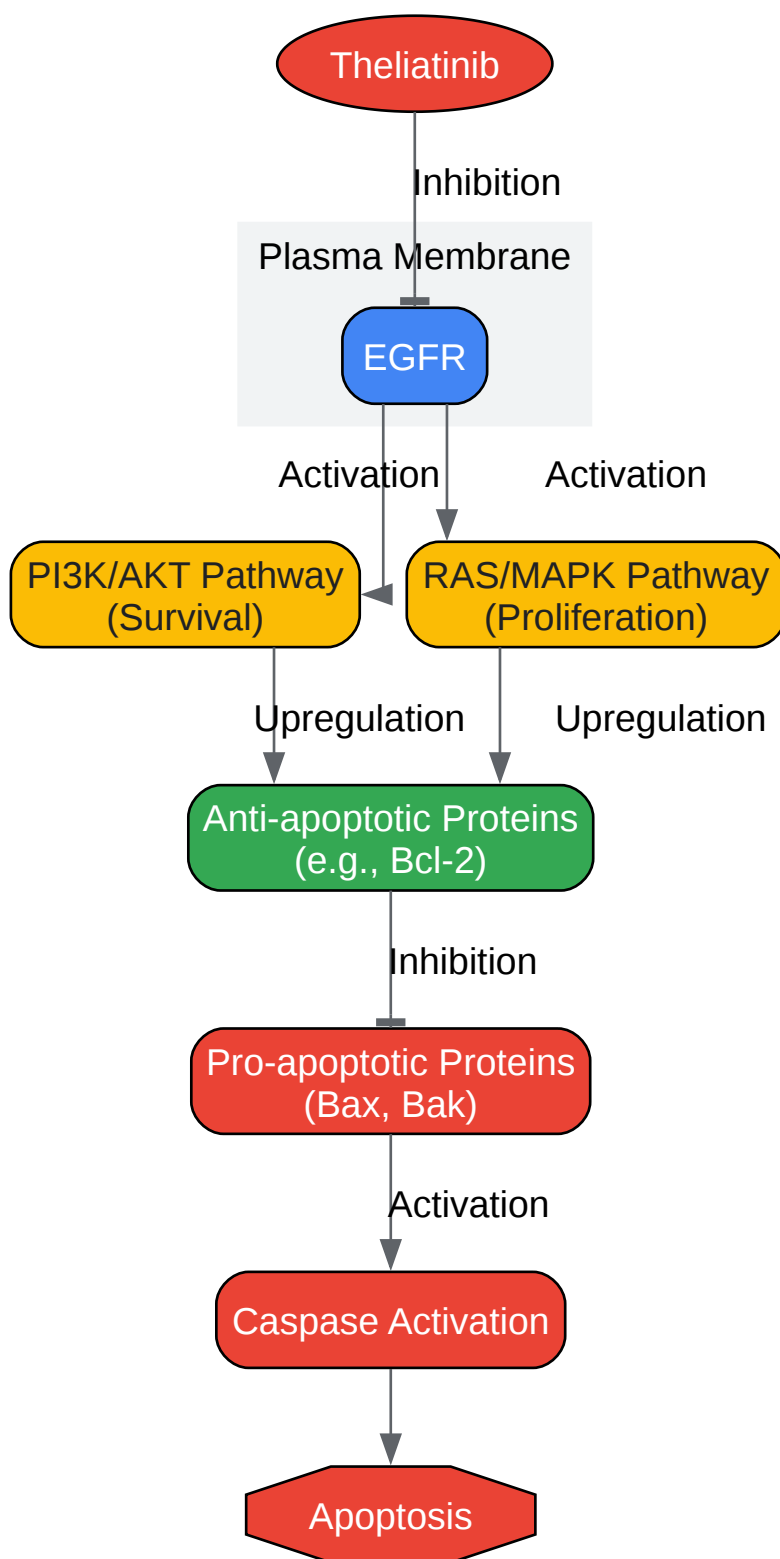 Theliatinib
Inhibition
Plasma Membrane
EGFR
Activation
Activation
PI3K/AKT Pathway
(Survival)
RAS/MAPK Pathway
(Proliferation)
Upregulation
Upregulation
Anti-apoptotic Proteins
(e.g., Bcl-2)
Inhibition
Pro-apoptotic Proteins
(Bax, Bak)
Activation
Caspase Activation
Apoptosis